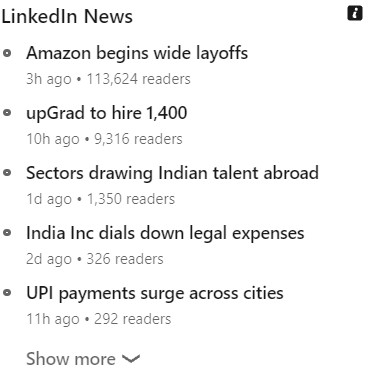 LinkedIn News
Amazon begins wide layoffs
3h ago • 113,624 readers
upGrad to hire 1,400
10h ago • 9,316 readers
Sectors drawing Indian talent abroad
1d ago • 1,350 readers
India Inc dials down legal expenses
2d ago • 326 readers
UPI payments surge across cities
11h ago • 292 readers
Show more